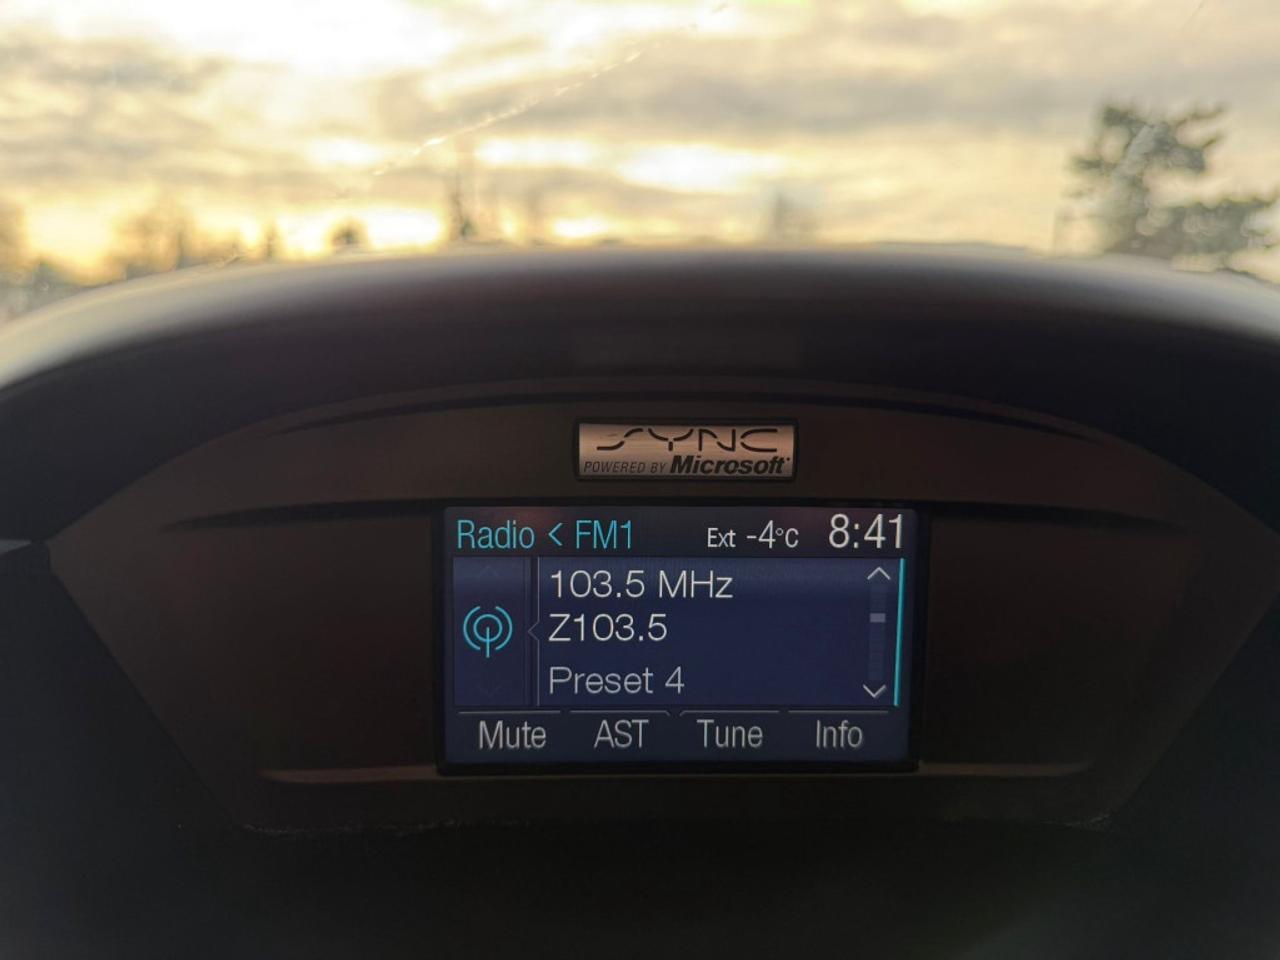 SYNC
POWERED BY Microsoft
Radio < FM1 Ext -4°C 8:41
103.5 MHz
Z103.5
Preset 4
Mute AST Tune Info